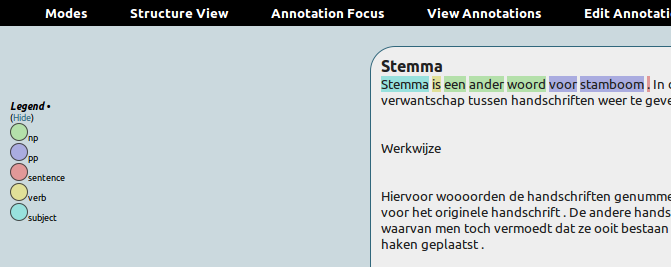 Modes Structure View Annotation Focus View Annotations Edit Annotati
Legend •
(Hide)
np
pp
sentence
verb
subject
Stemma
Stemma is een ander woord voor stamboom . In
verwantschap tussen handschriften weer te geve
Werkwijze
Hiervoor woooorden de handschriften genumme
voor het originele handschrift . De andere hands
waarvan men toch vermoedt dat ze ooit bestaan
haken geplaatst .